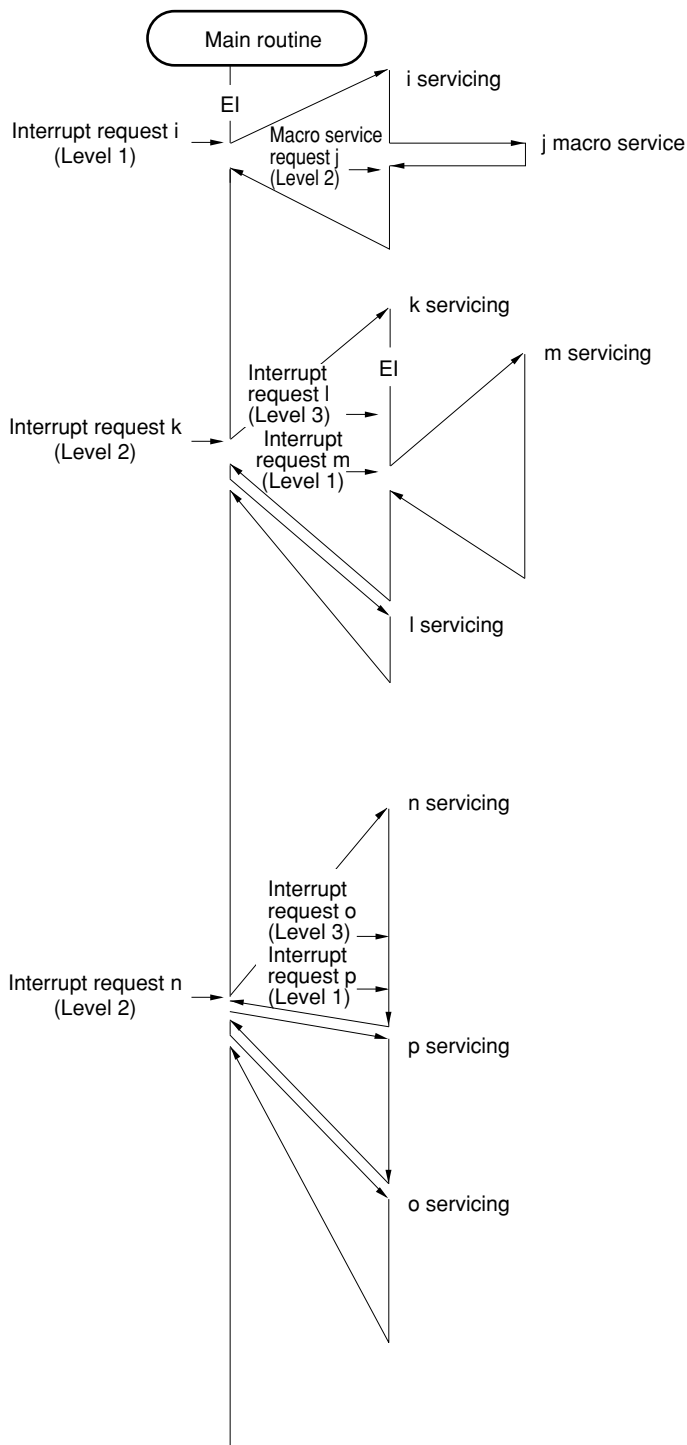 Main routine
i servicing
EI
Interrupt request i
(Level 1)
Macro service
request j
(Level 2)
j macro service
k servicing
m servicing
EI
Interrupt
request l
(Level 3)
Interrupt request k
(Level 2)
Interrupt
request m
(Level 1)
l servicing
n servicing
Interrupt
request o
(Level 3)
Interrupt
request p
(Level 1)
Interrupt request n
(Level 2)
p servicing
o servicing